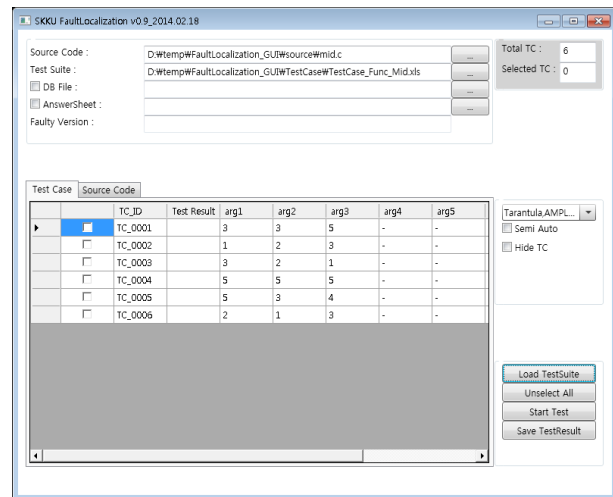 SKKU FaultLocalization v0.9_2014.02.18
Source Code : D:₩temp₩FaultLocalization_GUI₩source₩mid.c ...
Test Suite : D:₩temp₩FaultLocalization_GUI₩TestCase₩TestCase_Func_Mid.xls ...
DB File : ...
AnswerSheet : ...
Faulty Version :
Total TC : 6
Selected TC : 0
Test Case Source Code
TC_ID Test Result arg1 arg2 arg3 arg4 arg5
TC_0001 3 3 5 - -
TC_0002 1 2 3 - -
TC_0003 3 2 1 - -
TC_0004 5 5 5 - -
TC_0005 5 3 4 - -
TC_0006 2 1 3 - -
Tarantula,AMPL...
Semi Auto
Hide TC
Load TestSuite
Unselect All
Start Test
Save TestResult